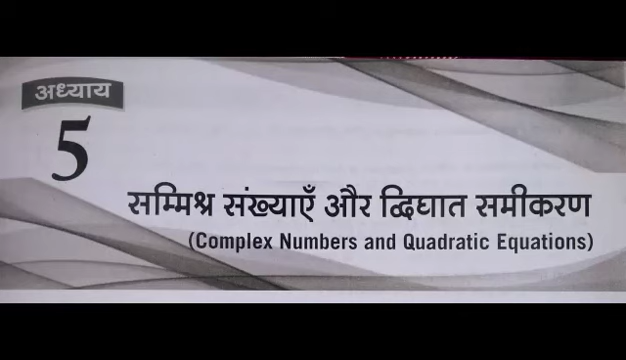 अध्याय
5
सम्मिश्र संख्याएँ और द्विघात समीकरण
(Complex Numbers and Quadratic Equations)